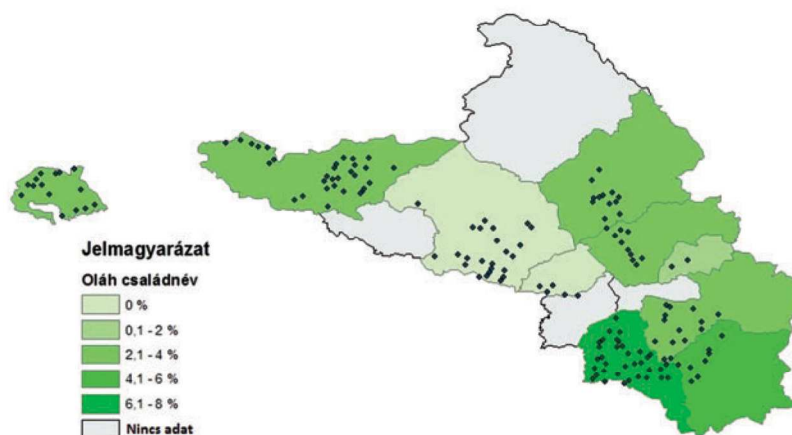 Jelmagyarázat
Oláh családnév
0 %
0,1 - 2 %
2,1 - 4 %
4,1 - 6 %
6,1 - 8 %
Nincs adat